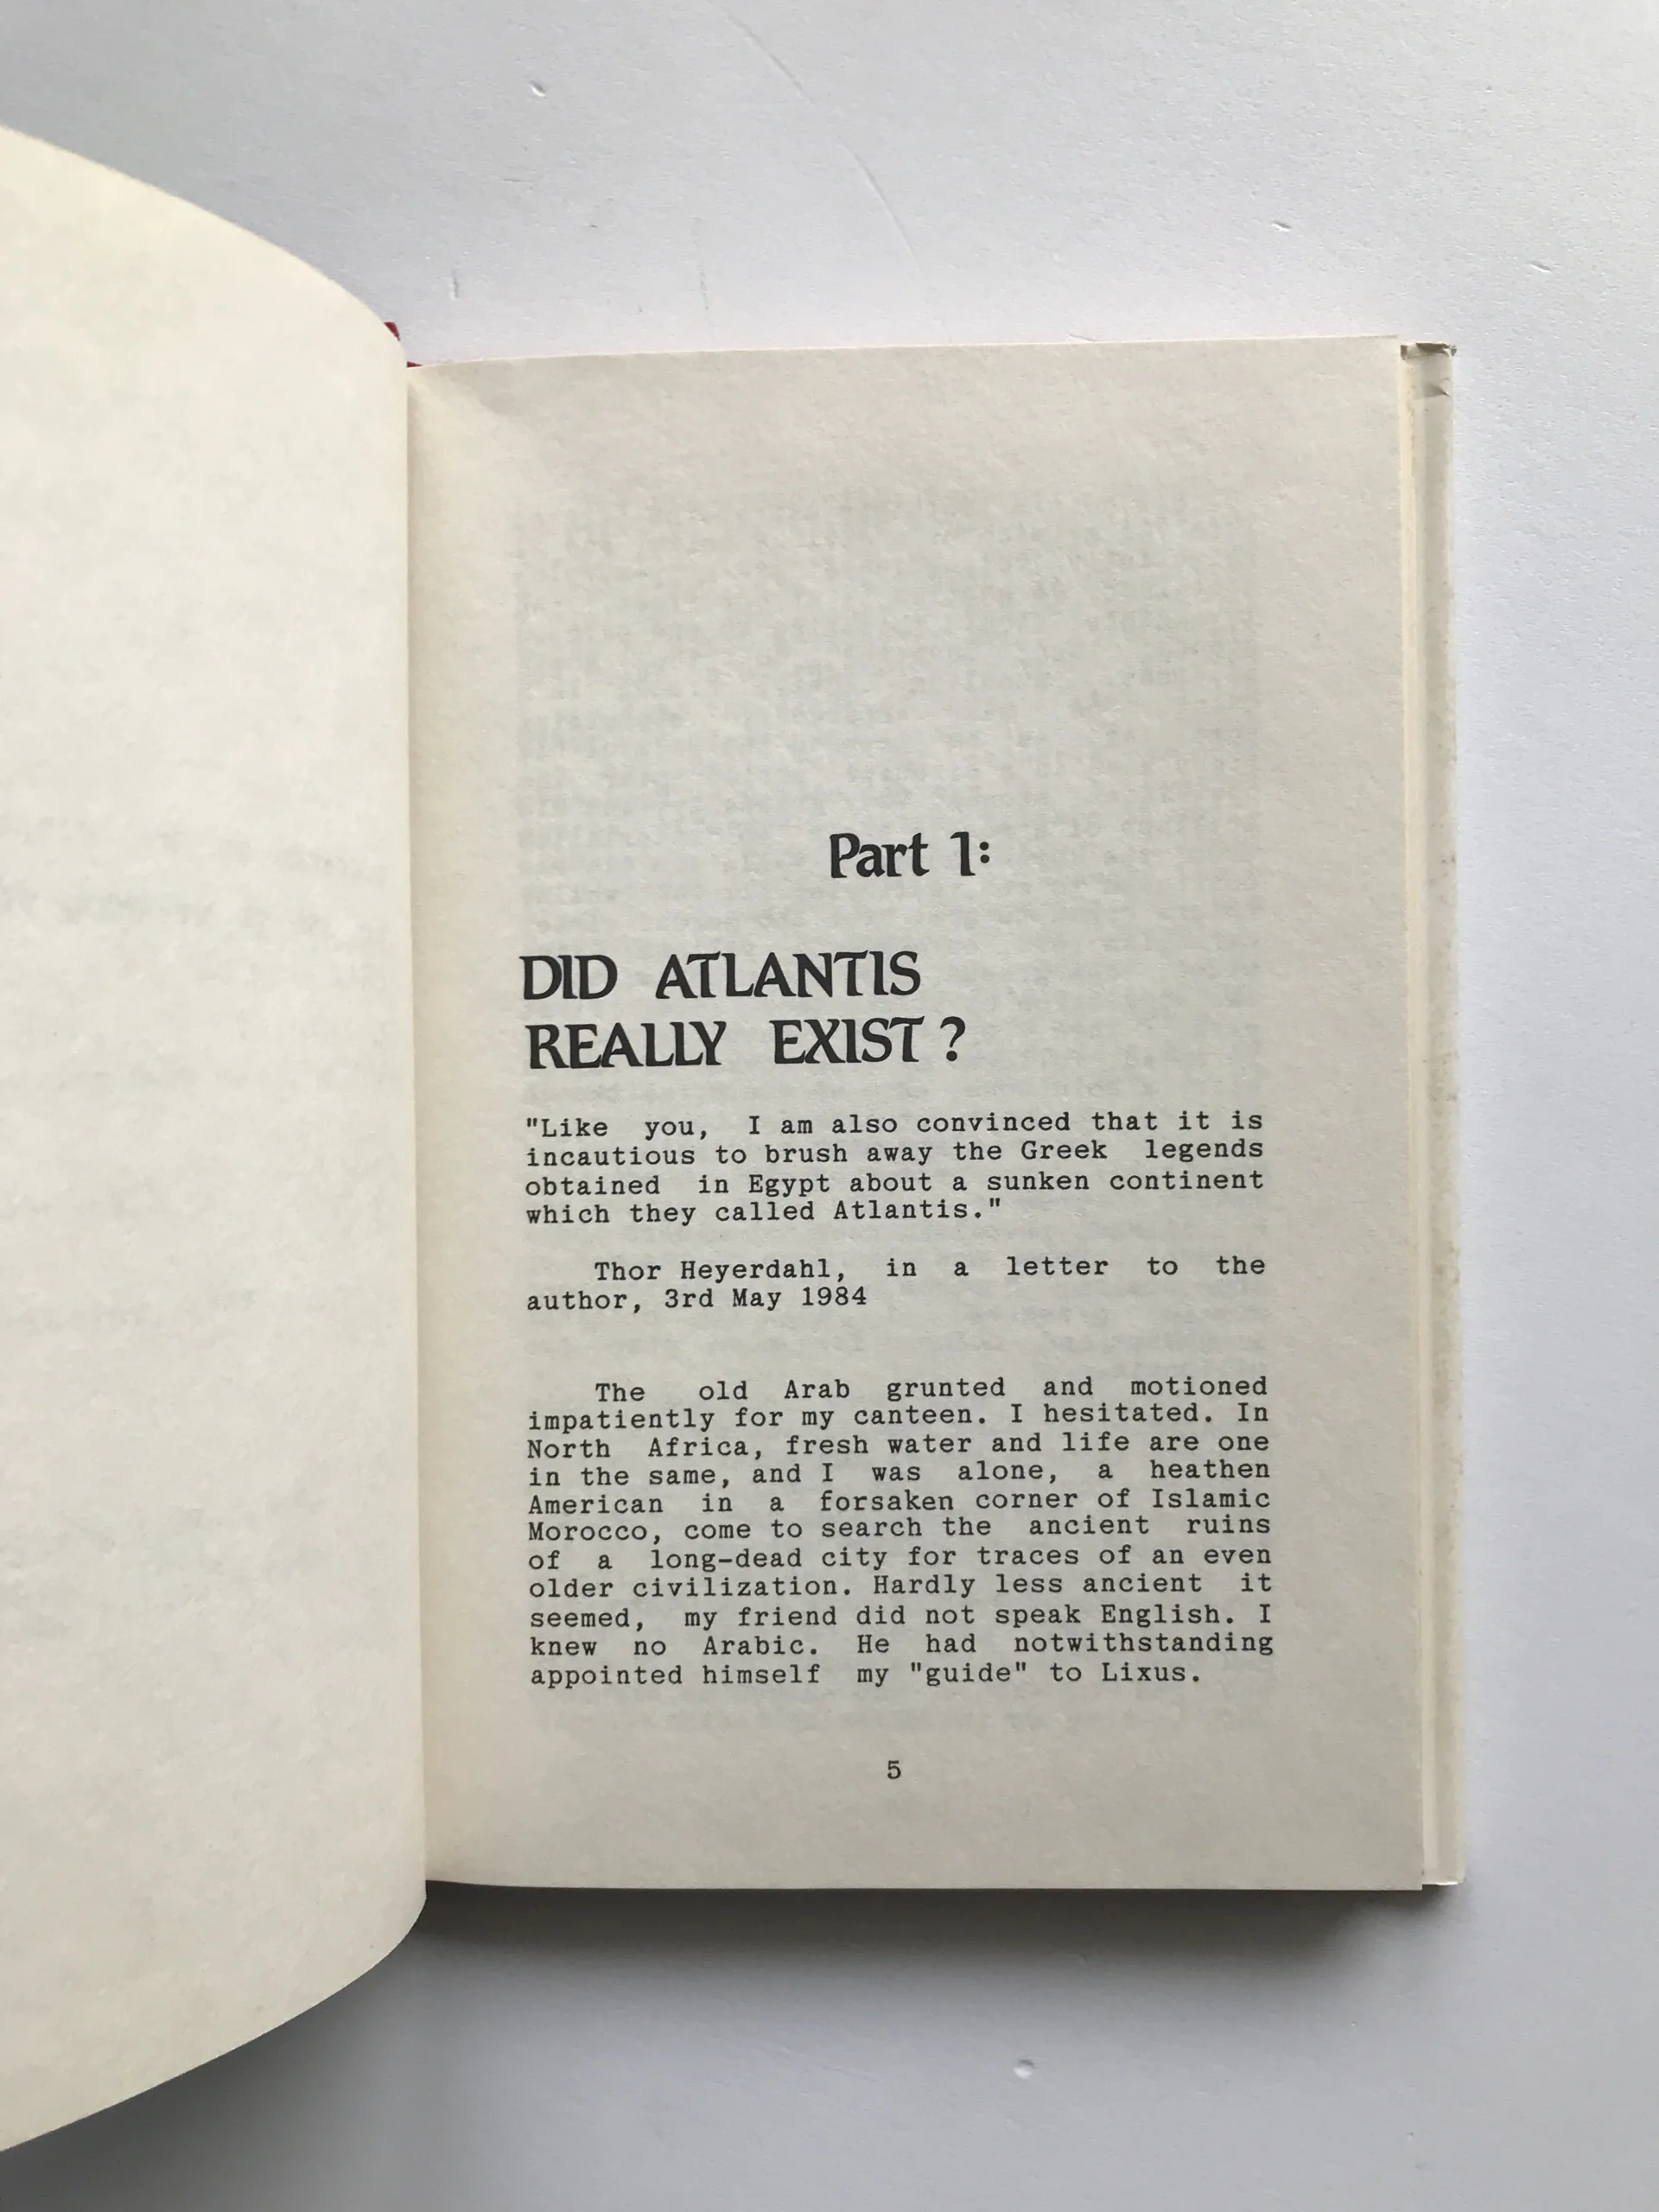 Part 1:
DID ATLANTIS
REALLY EXIST?
"Like you, I am also convinced that it is
incautious to brush away the Greek legends
obtained in Egypt about a sunken continent
which they called Atlantis."
Thor Heyerdahl, in a letter to the
author, 3rd May 1984
The old Arab grunted and motioned
impatiently for my canteen. I hesitated. In
North Africa, fresh water and life are one
in the same, and I was alone, a heathen
American in a forsaken corner of Islamic
Morocco, come to search the ancient ruins
of a long-dead city for traces of an even
older civilization. Hardly less ancient it
seemed, my friend did not speak English. I
knew no Arabic. He had notwithstanding
appointed himself my "guide" to Lixus.
5